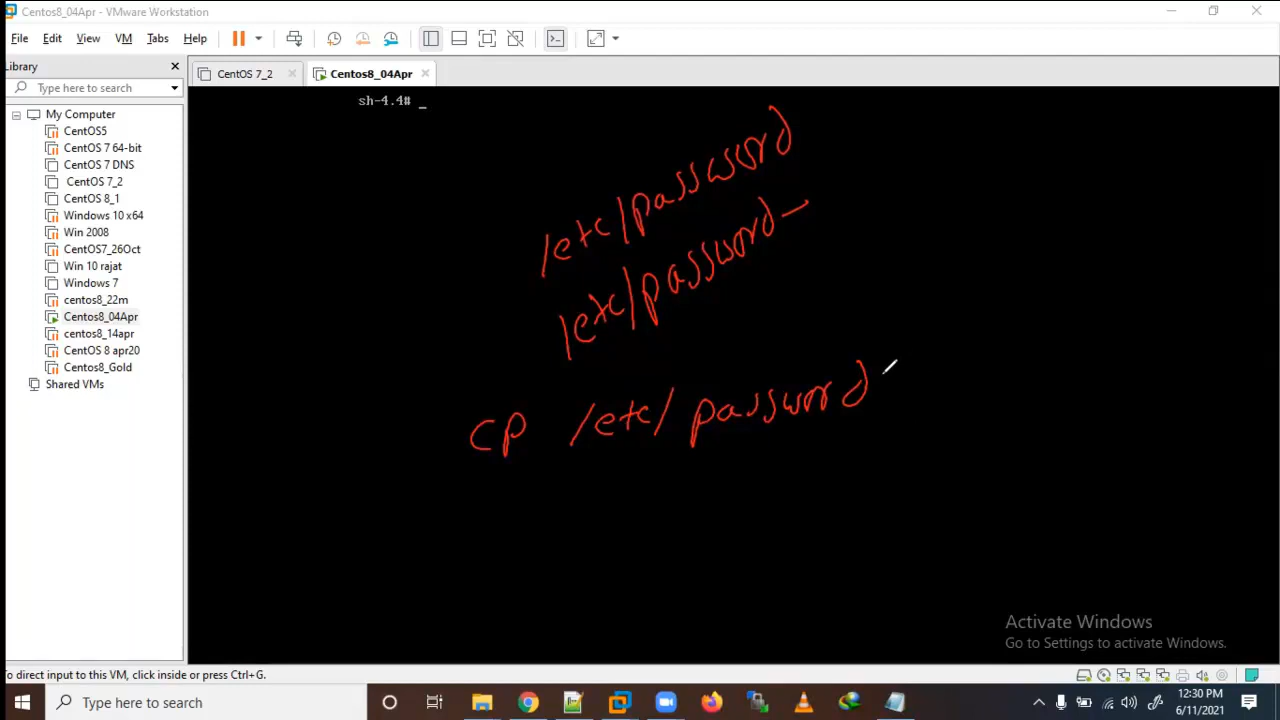 Centos8_04Apr - VMware Workstation
File Edit View VM Tabs Help
Library
Type here to search
CentOS 7_2
Centos8_04Apr
My Computer
CentOS5
CentOS 7 64-bit
CentOS 7 DNS
CentOS 7_2
CentOS 8_1
Windows 10 x64
Win 2008
CentOS7_26Oct
Win 10 rajat
Windows 7
centos8_22m
Centos8_04Apr
centos8_14apr
CentOS 8 apr20
Centos8_Gold
Shared VMs
sh-4.4# _
/etc/password
/etc/password-
cp /etc/password
Activate Windows
Go to Settings to activate Windows.
To direct input to this VM, click inside or press Ctrl+G.
Type here to search
12:30 PM
6/11/2021